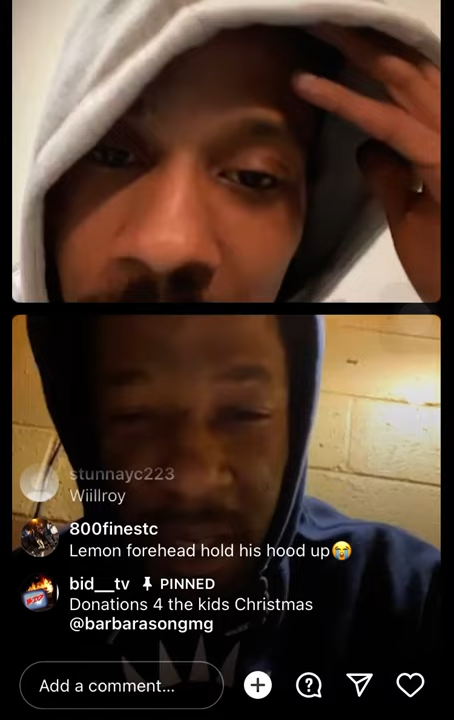 stunnayc223
Wiillroy
800finestc
Lemon forehead hold his hood up😭
bid__tv PINNED
Donations 4 the kids Christmas
@barbarasongmg
Add a comment...